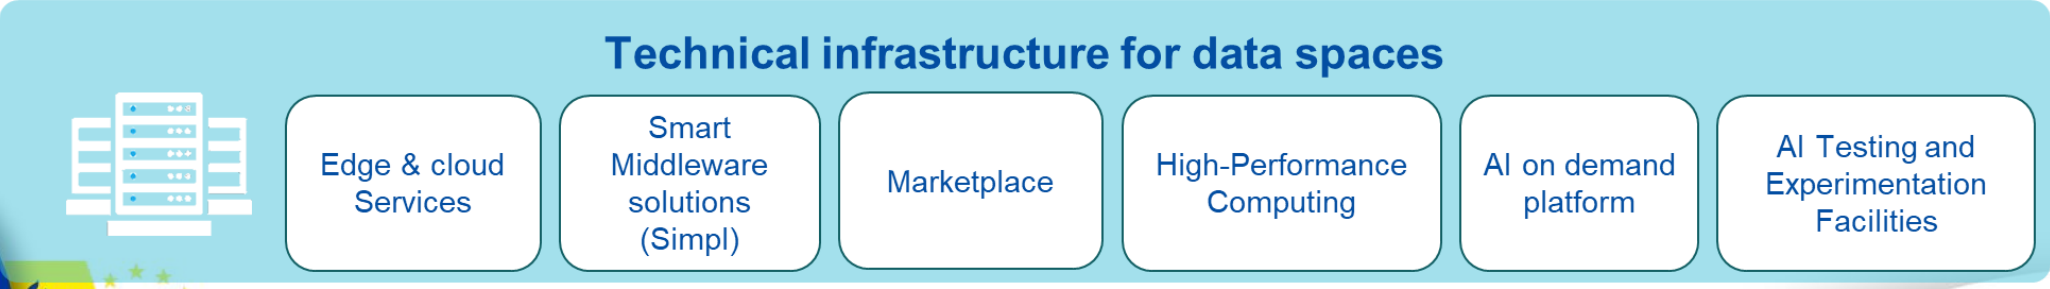 Technical infrastructure for data spaces
Edge & cloud
Services
Smart
Middleware
solutions
(Simpl)
Marketplace
High-Performance
Computing
AI on demand
platform
AI Testing and
Experimentation
Facilities